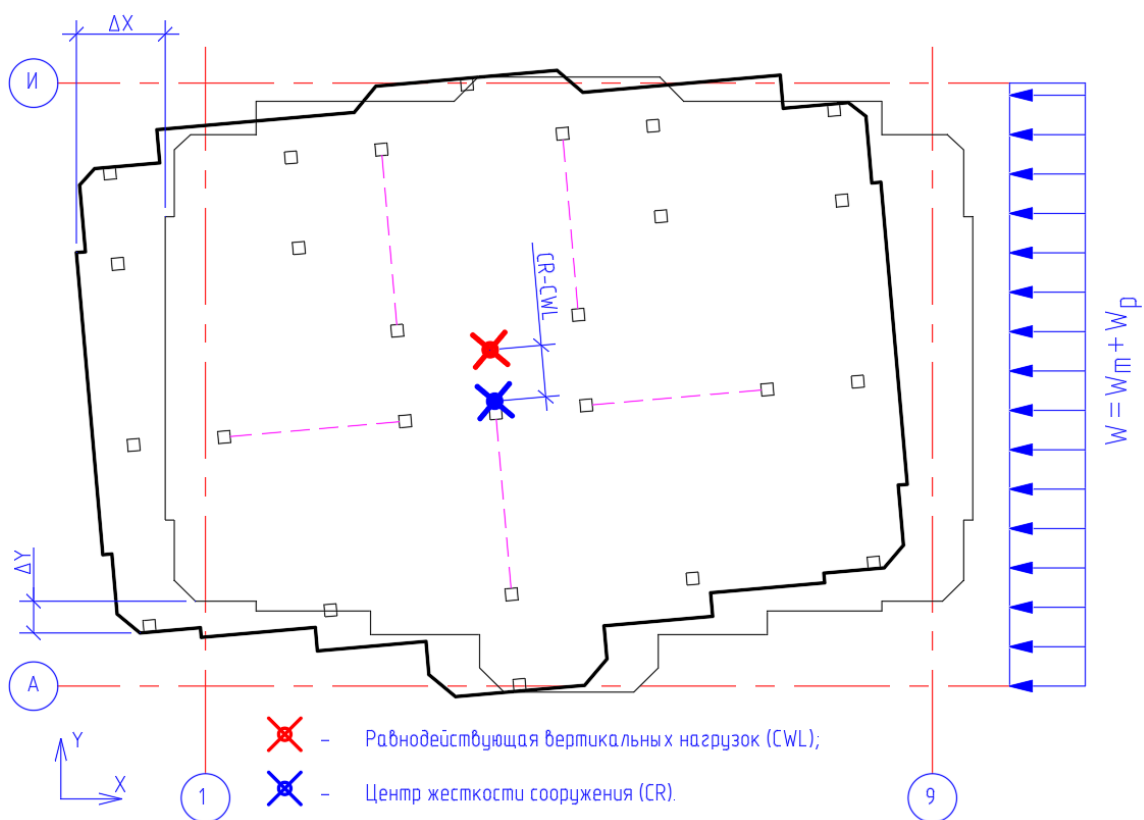 ΔX
И
CR-CWL
W = Wm + Wp
ΔY
А
Y
X
1
9
- Равнодействующая вертикальных нагрузок (CWL);
- Центр жесткости сооружения (CR).